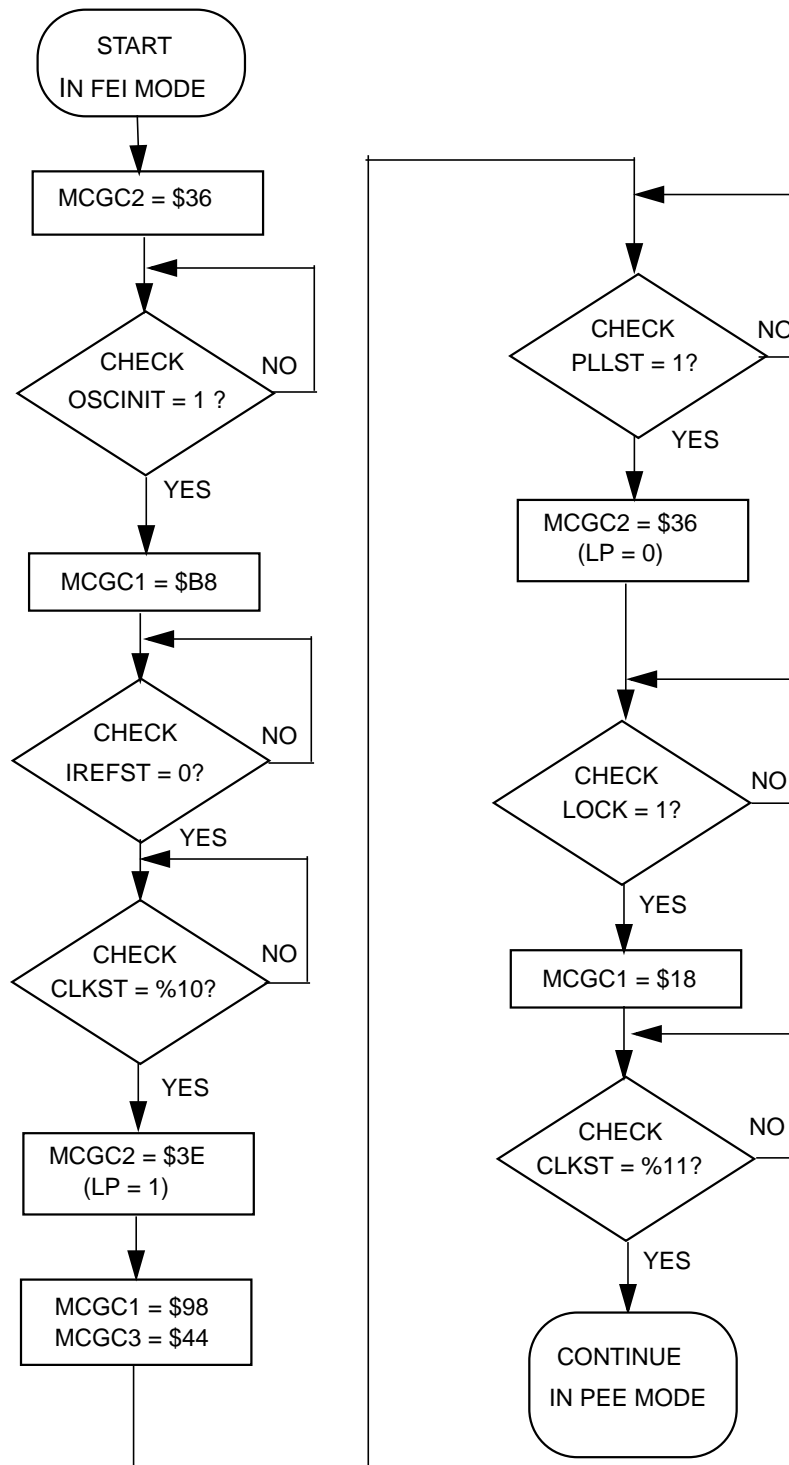 START
IN FEI MODE
MCGC2 = $36
CHECK
OSCINIT = 1 ?
NO
YES
MCGC1 = $B8
CHECK
IREFST = 0?
NO
YES
CHECK
CLKST = %10?
NO
YES
MCGC2 = $3E
(LP = 1)
MCGC1 = $98
MCGC3 = $44
CHECK
PLLST = 1?
NO
YES
MCGC2 = $36
(LP = 0)
CHECK
LOCK = 1?
NO
YES
MCGC1 = $18
CHECK
CLKST = %11?
NO
YES
CONTINUE
IN PEE MODE